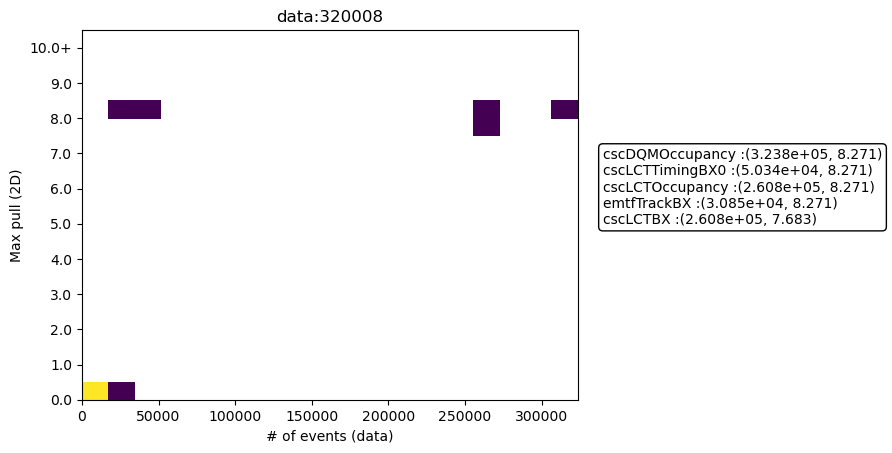 data:320008
10.0+
9.0
8.0
7.0
6.0
5.0
4.0
3.0
2.0
1.0
0.0
Max pull (2D)
0 50000 100000 150000 200000 250000 300000
# of events (data)
cscDQMOccupancy :(3.238e+05, 8.271)
cscLCTTimingBX0 :(5.034e+04, 8.271)
cscLCTOccupancy :(2.608e+05, 8.271)
emtfTrackBX :(3.085e+04, 8.271)
cscLCTBX :(2.608e+05, 7.683)